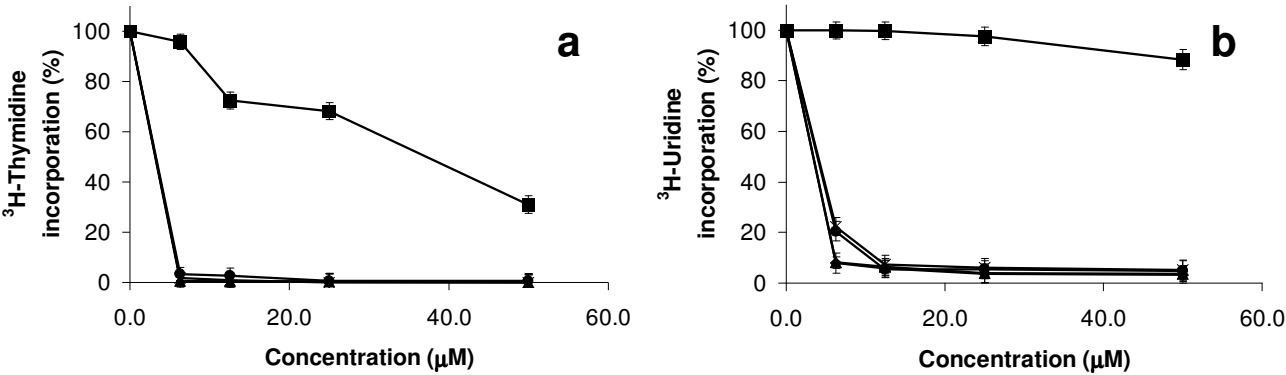 a
³H-Thymidine
incorporation (%)
100
80
60
40
20
0
0.0 20.0 40.0 60.0
Concentration (μM)
b
³H-Uridine
incorporation (%)
100
80
60
40
20
0
0.0 20.0 40.0 60.0
Concentration (μM)